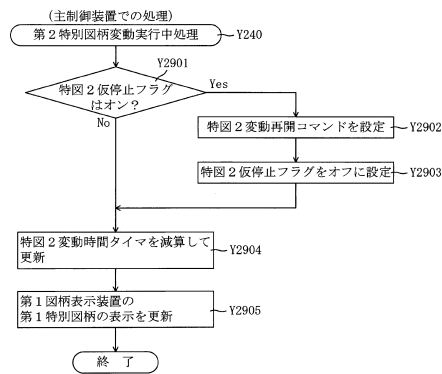 (主制御装置での処理)
第2特別図柄変動実行中処理
Y240
Y2901
特図2仮停止フラグ
はオン?
Yes
No
特図2変動再開コマンドを設定
Y2902
特図2仮停止フラグをオフに設定
Y2903
特図2変動時間タイマを減算して
更新
Y2904
第1図柄表示装置の
第1特別図柄の表示を更新
Y2905
終 了